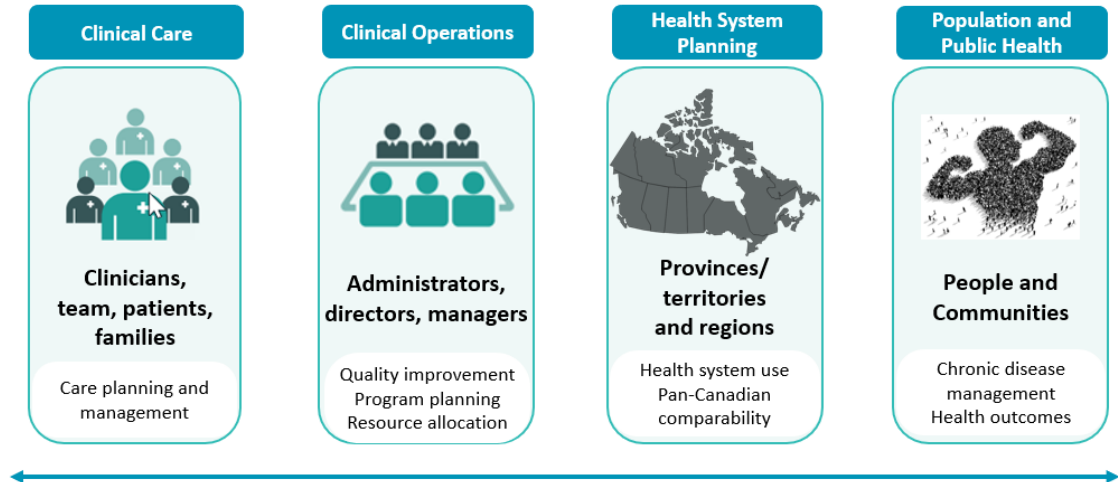 Clinical Care
Clinicians,
team, patients,
families
Care planning and
management
Clinical Operations
Administrators,
directors, managers
Quality improvement
Program planning
Resource allocation
Health System
Planning
Provinces/
territories
and regions
Health system use
Pan-Canadian
comparability
Population and
Public Health
People and
Communities
Chronic disease
management
Health outcomes